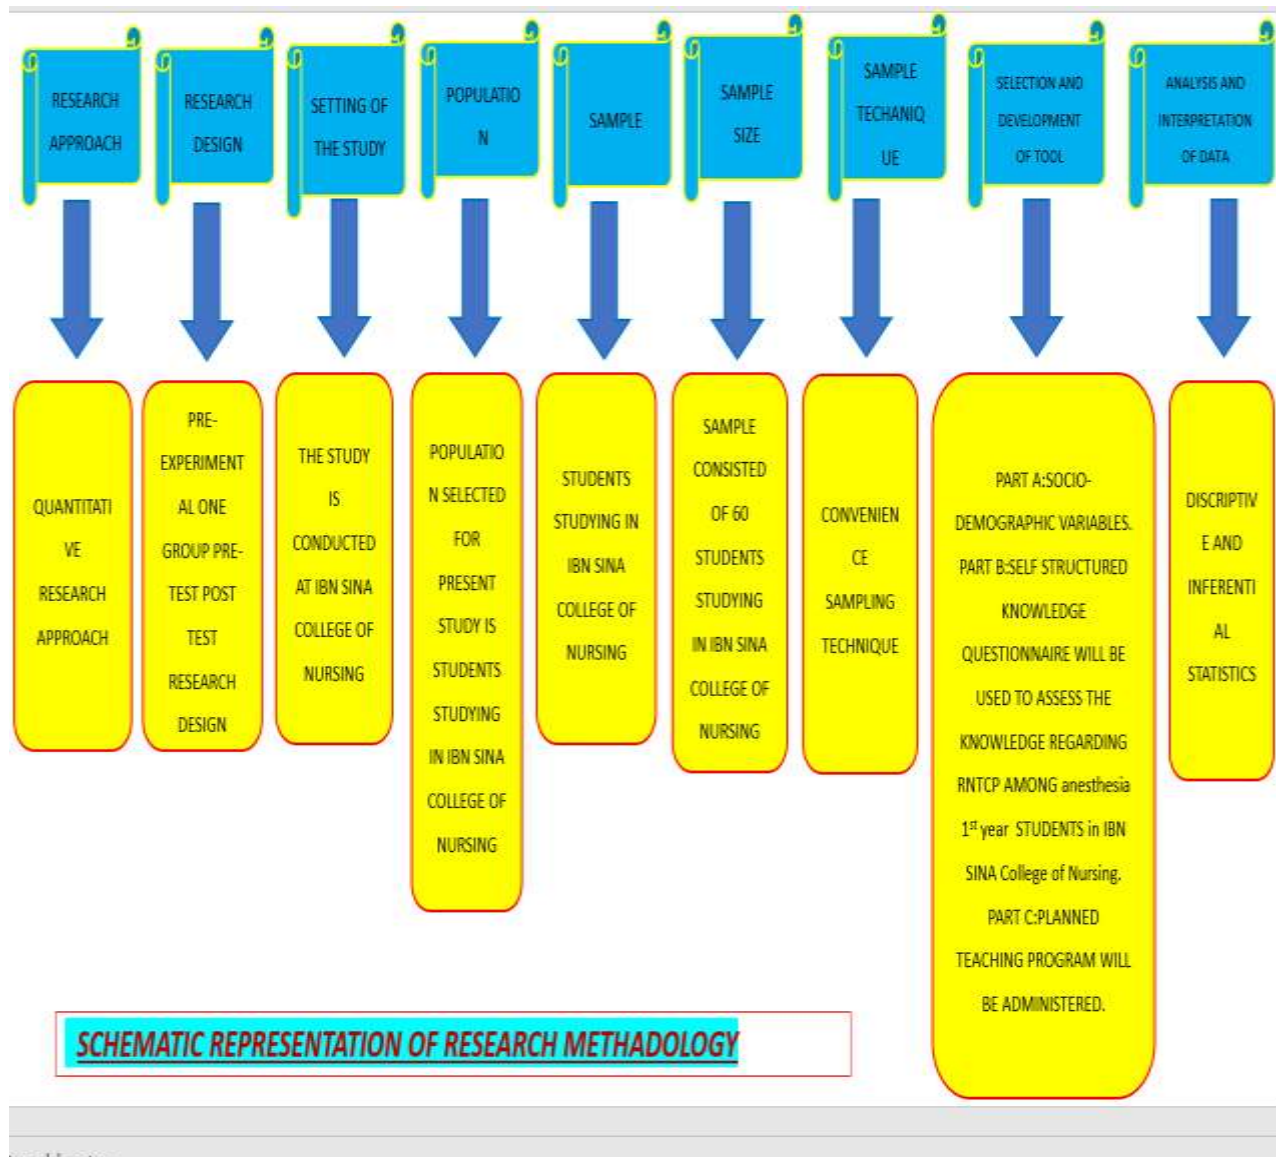 RESEARCH
APPROACH
RESEARCH
DESIGN
SETTING OF
THE STUDY
POPULATIO
N
SAMPLE
SAMPLE
SIZE
SAMPLE
TECHANIQ
UE
SELECTION AND
DEVELOPMENT
OF TOOL
ANALYSIS AND
INTERPRETATION
OF DATA
QUANTITATI
VE
RESEARCH
APPROACH
PRE-
EXPERIMENT
AL ONE
GROUP PRE-
TEST POST
TEST
RESEARCH
DESIGN
THE STUDY
IS
CONDUCTED
AT IBN SINA
COLLEGE OF
NURSING
POPULATIO
N SELECTED
FOR
PRESENT
STUDY IS
STUDENTS
STUDYING
IN IBN SINA
COLLEGE OF
NURSING
STUDENTS
STUDYING IN
IBN SINA
COLLEGE OF
NURSING
SAMPLE
CONSISTED
OF 60
STUDENTS
STUDYING
IN IBN SINA
COLLEGE OF
NURSING
CONVENIEN
CE
SAMPLING
TECHNIQUE
PART A:SOCIO-
DEMOGRAPHIC VARIABLES.
PART B:SELF STRUCTURED
KNOWLEDGE
QUESTIONNAIRE WILL BE
USED TO ASSESS THE
KNOWLEDGE REGARDING
RNTCP AMONG anesthesia
1st year STUDENTS in IBN
SINA College of Nursing.
PART C:PLANNED
TEACHING PROGRAM WILL
BE ADMINISTERED.
DISCRIPTIV
E AND
INFERENTI
AL
STATISTICS
SCHEMATIC REPRESENTATION OF RESEARCH METHADOLOGY